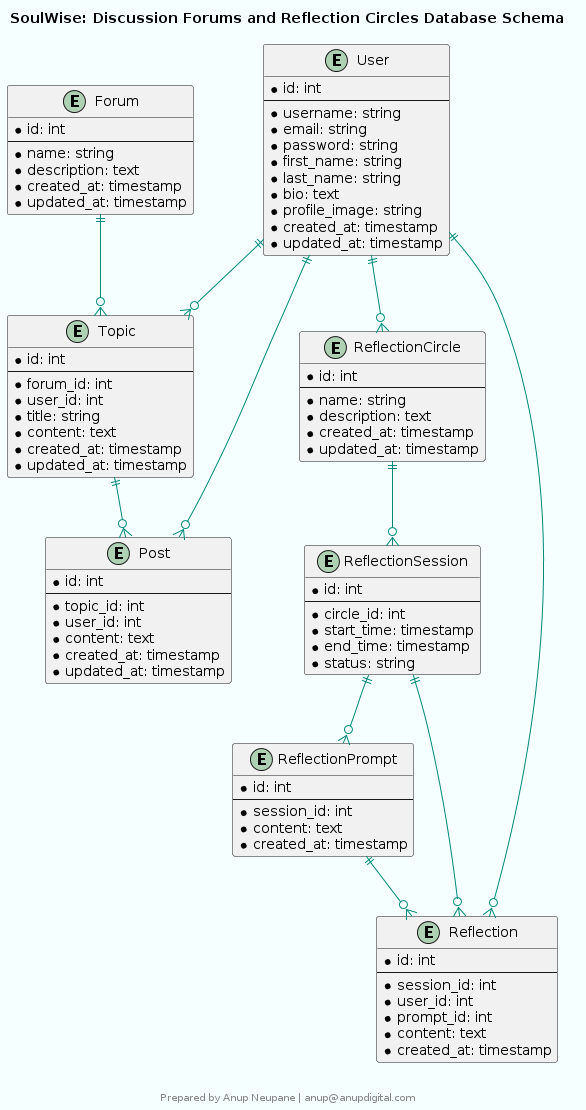 SoulWise: Discussion Forums and Reflection Circles Database Schema
E User
id: int
username: string
email: string
password: string
first_name: string
last_name: string
bio: text
profile_image: string
created_at: timestamp
updated_at: timestamp
E Forum
id: int
name: string
description: text
created_at: timestamp
updated_at: timestamp
E Topic
id: int
forum_id: int
user_id: int
title: string
content: text
created_at: timestamp
updated_at: timestamp
E ReflectionCircle
id: int
name: string
description: text
created_at: timestamp
updated_at: timestamp
E Post
id: int
topic_id: int
user_id: int
content: text
created_at: timestamp
updated_at: timestamp
E ReflectionSession
id: int
circle_id: int
start_time: timestamp
end_time: timestamp
status: string
E ReflectionPrompt
id: int
session_id: int
content: text
created_at: timestamp
E Reflection
id: int
session_id: int
user_id: int
prompt_id: int
content: text
created_at: timestamp
Prepared by Anup Neupane | anup@anupdigital.com